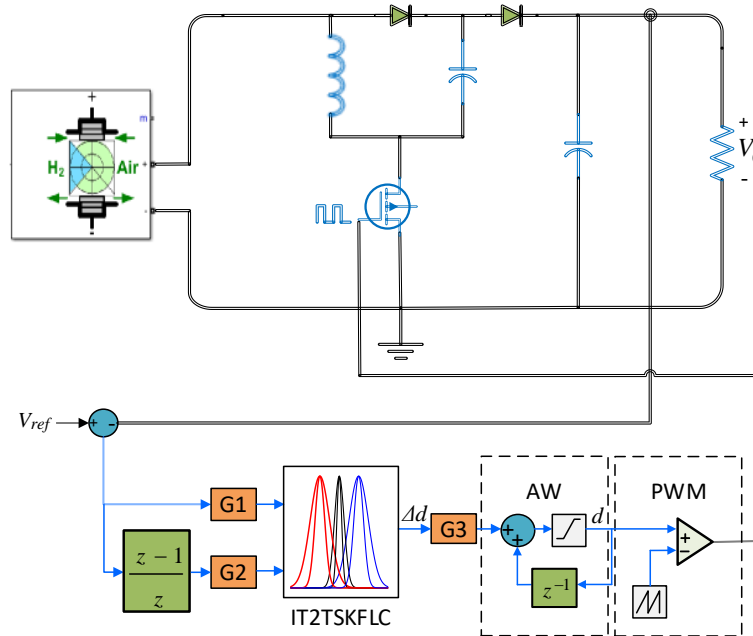 +
m
H2
Air
+
-
-
+
V
-
Vref
+
-
G1
G2
G3
z − 1
z
IT2TSKFLC
Δd
AW
+
+
d
z⁻¹
PWM
+
−